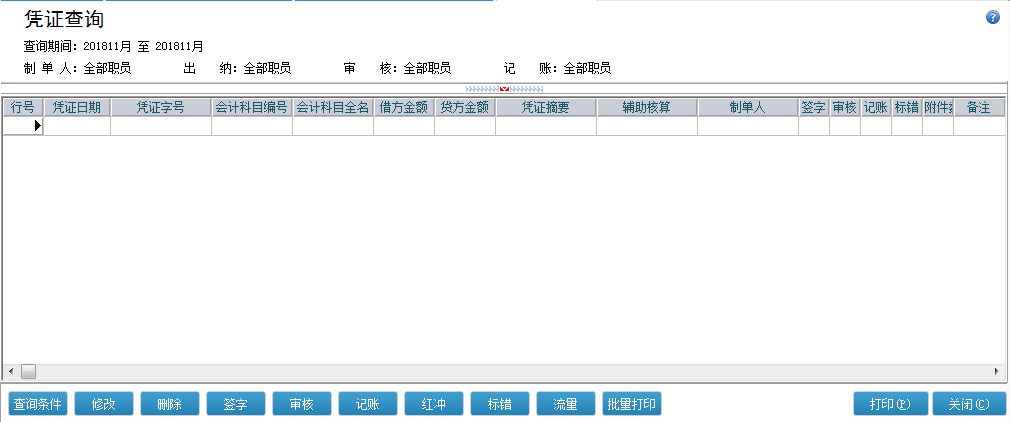 凭证查询
?
查询期间：201811月 至 201811月
制 单 人：全部职员 出 纳：全部职员 审 核：全部职员 记 账：全部职员
行号 凭证日期 凭证字号 会计科目编号 会计科目全名 借方金额 贷方金额 凭证摘要 辅助核算 制单人 签字 审核 记账 标错 附件 备注
查询条件 修改 删除 签字 审核 记账 红冲 标错 流量 批量打印 打印(P) 关闭(C)